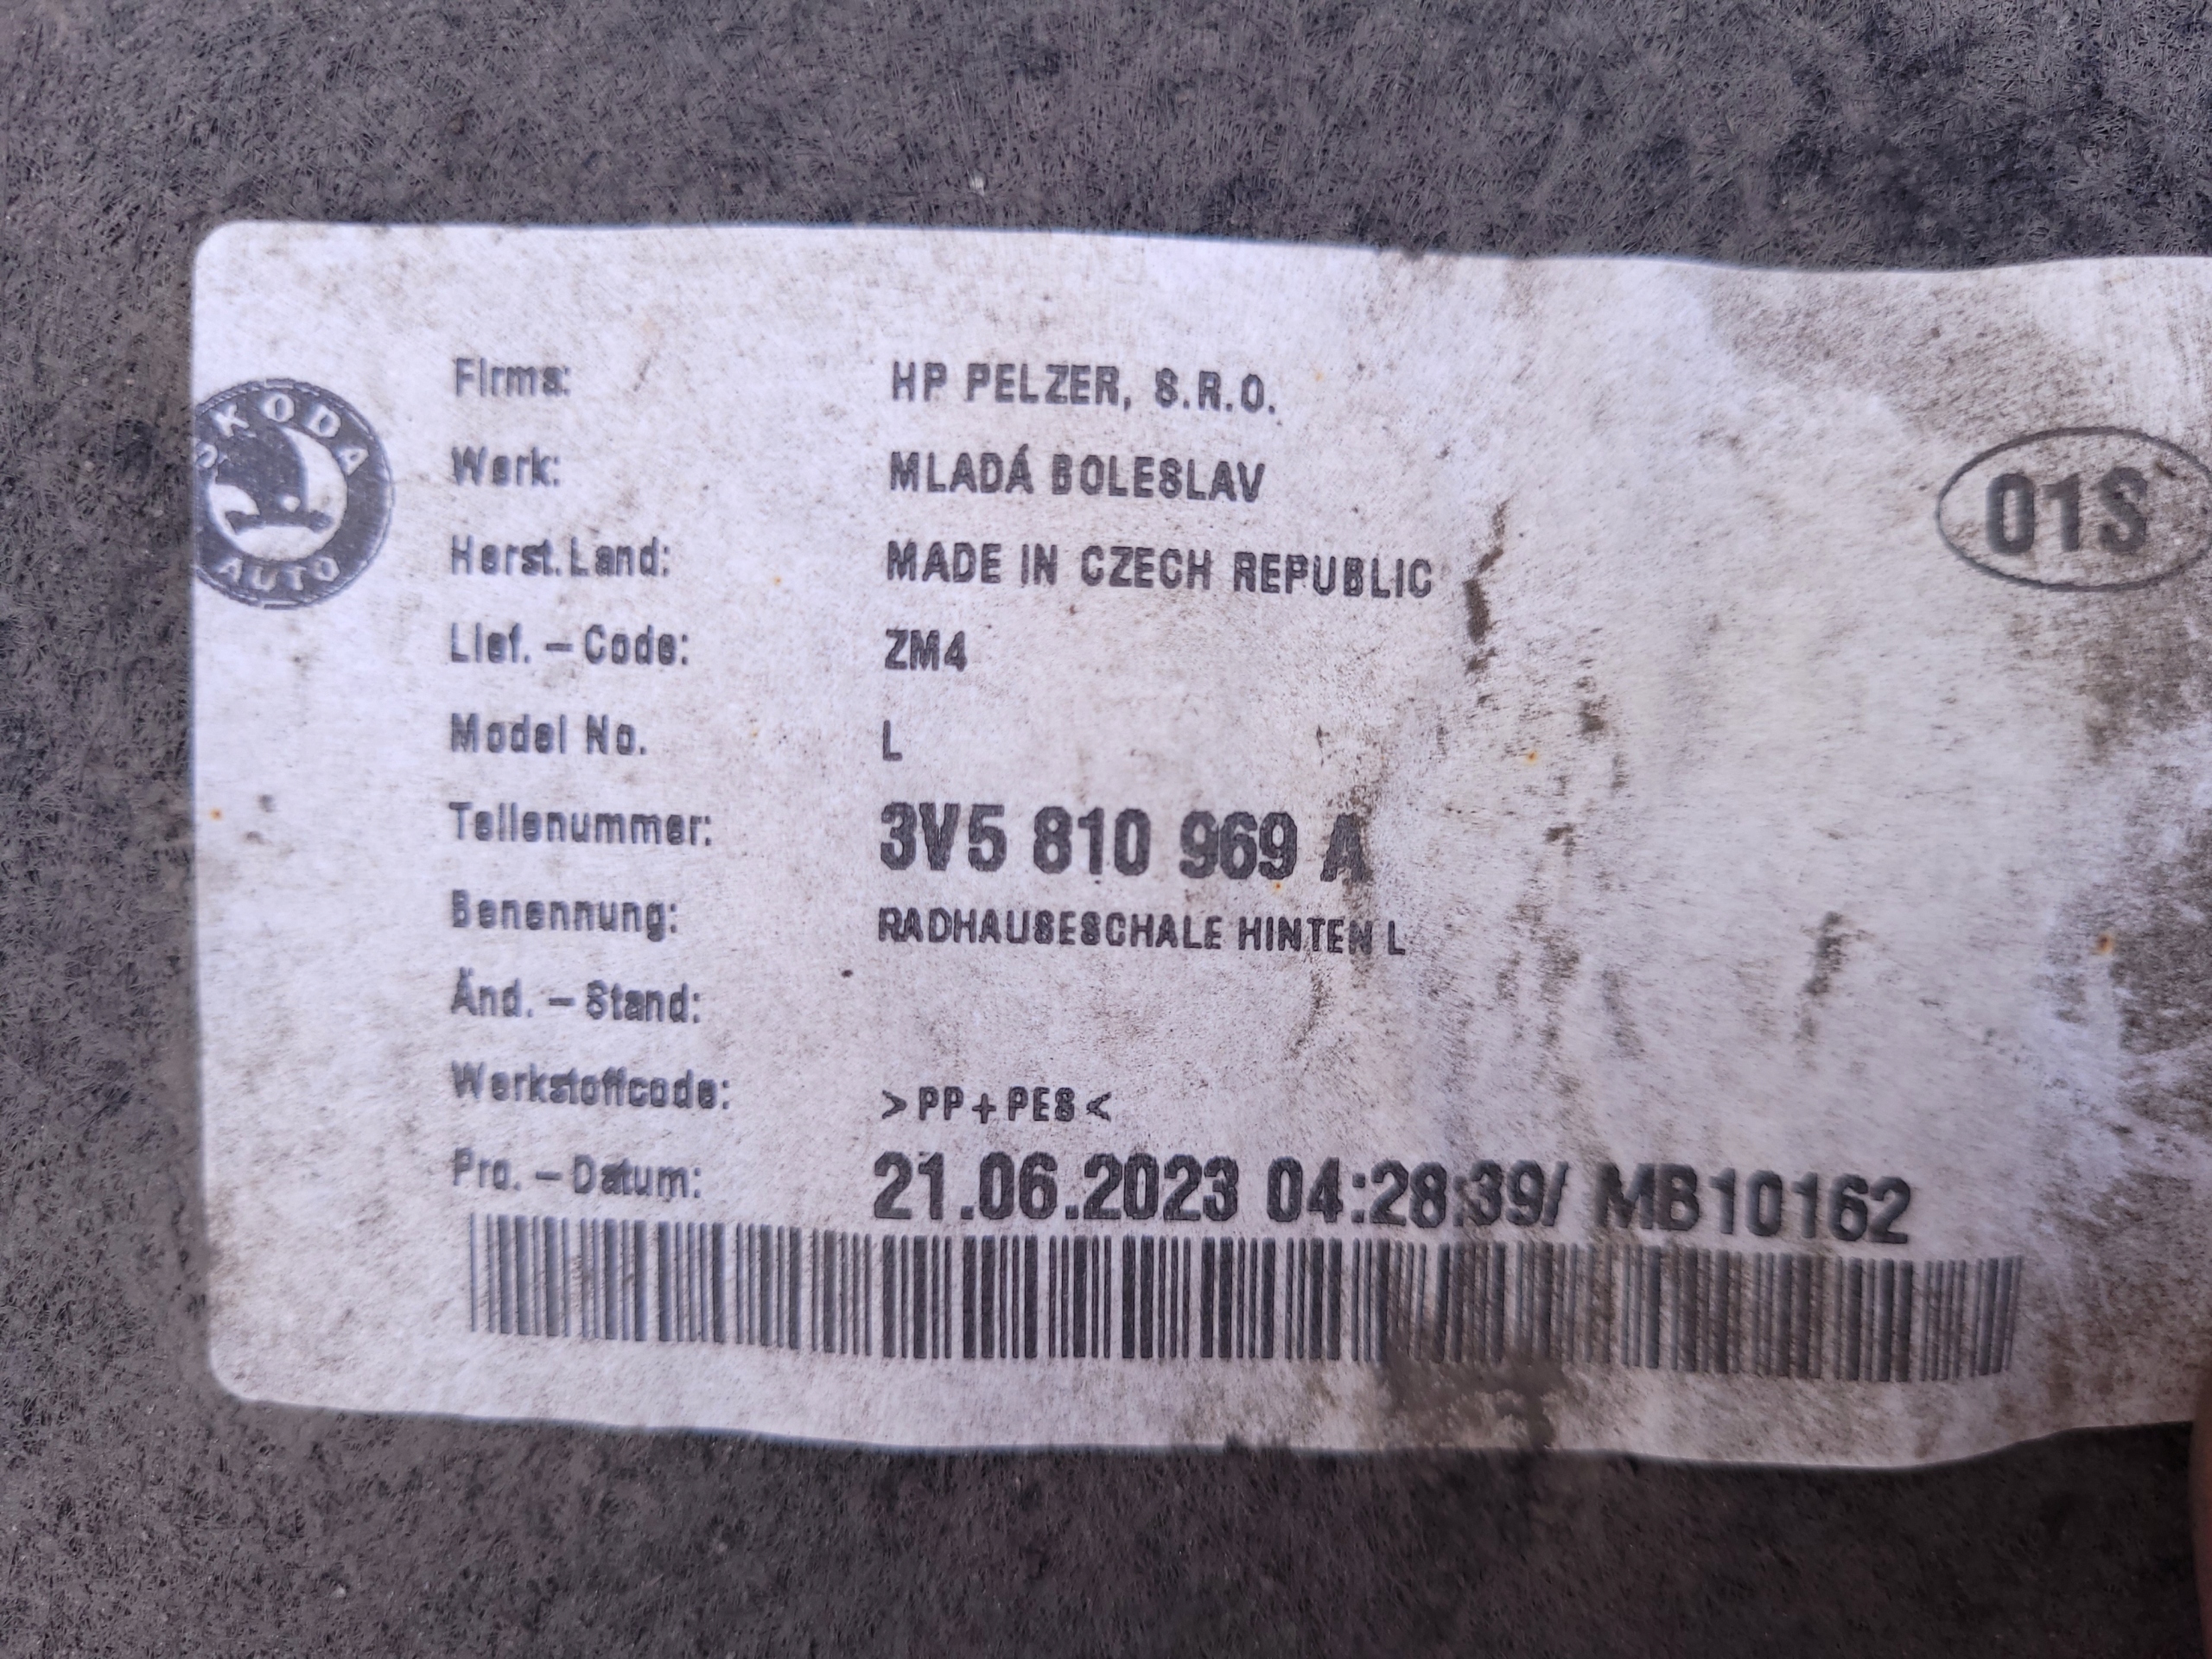 SKODA
AUTO
Firma: HP PELZER, S.R.O.
Werk: MLADÁ BOLESLAV
Herst.Land: MADE IN CZECH REPUBLIC
Lief. – Code: ZM4
Model No. L
Teilenummer: 3V5 810 969 A
Benennung: RADHAUSESCHALE HINTEN L
Änd. – Stand:
Werkstoffcode: >PP+PES<
Pro. – Datum: 21.06.2023 04:28:39/ MB10162
01S